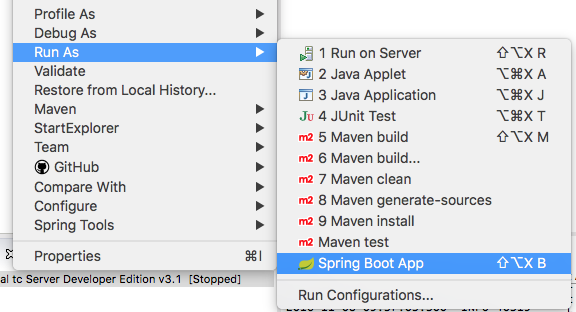 Profile As
Debug As
Run As
Validate
Restore from Local History...
Maven
StartExplorer
Team
GitHub
Compare With
Configure
Spring Tools
Properties ⌘I
al tc Server Developer Edition v3.1 [Stopped]
1 Run on Server ⇧⌥X R
2 Java Applet ⌥⌘X A
3 Java Application ⌥⌘X J
Ju 4 JUnit Test ⌥⌘X T
m2 5 Maven build ⇧⌥X M
m2 6 Maven build...
m2 7 Maven clean
m2 8 Maven generate-sources
m2 9 Maven install
m2 Maven test
Spring Boot App ⇧⌥X B
Run Configurations...